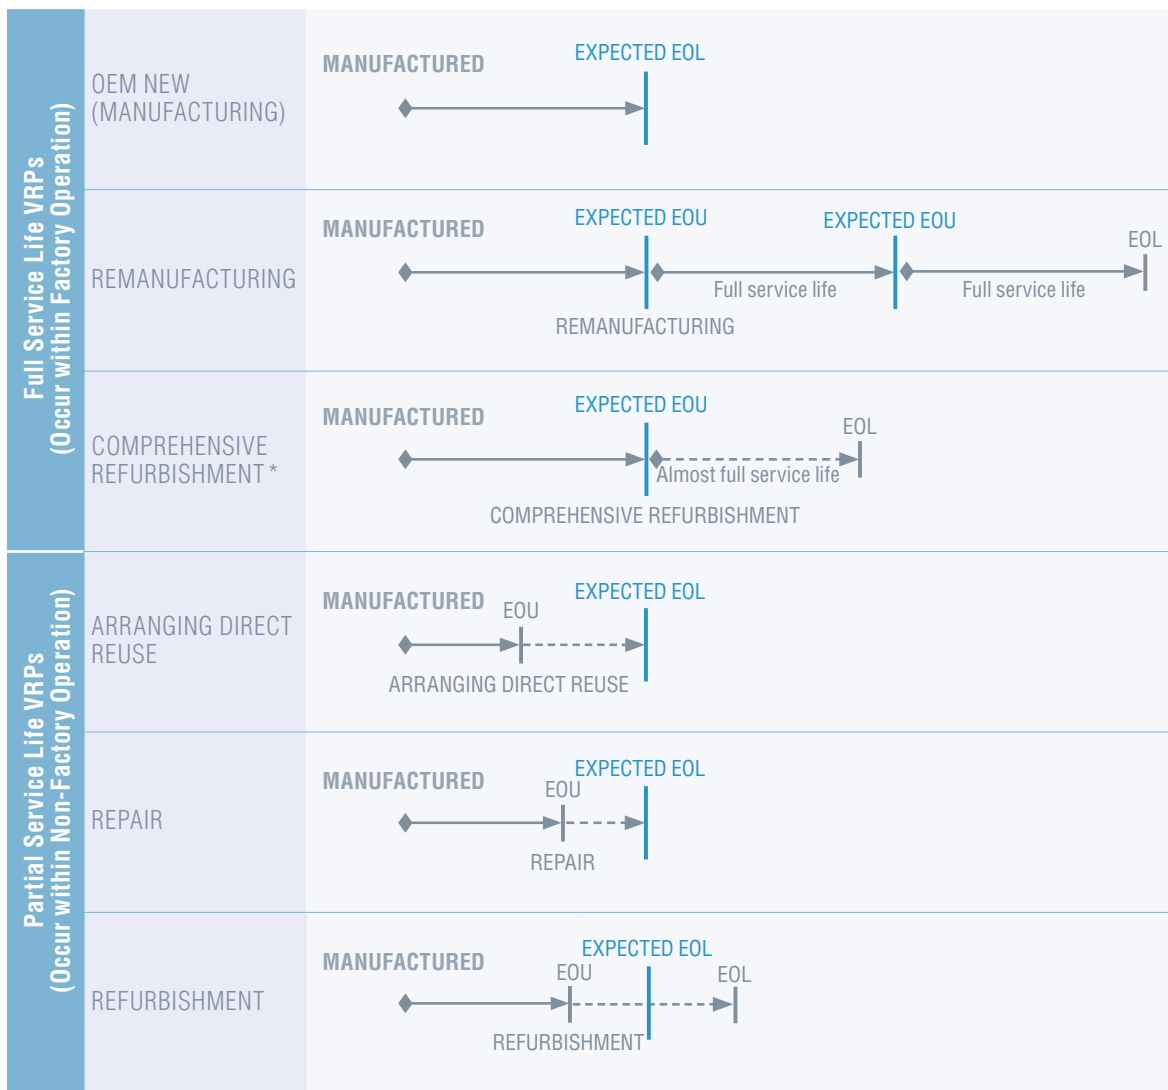 Full Service Life VRPs
(Occur within Factory Operation)
OEM NEW
(MANUFACTURING)
MANUFACTURED
EXPECTED EOL
REMANUFACTURING
MANUFACTURED
EXPECTED EOU
EXPECTED EOU
EOL
Full service life
Full service life
REMANUFACTURING
COMPREHENSIVE
REFURBISHMENT *
MANUFACTURED
EXPECTED EOU
EOL
Almost full service life
COMPREHENSIVE REFURBISHMENT
Partial Service Life VRPs
(Occur within Non-Factory Operation)
ARRANGING DIRECT
REUSE
MANUFACTURED
EOU
EXPECTED EOL
ARRANGING DIRECT REUSE
REPAIR
MANUFACTURED
EOU
EXPECTED EOL
REPAIR
REFURBISHMENT
MANUFACTURED
EOU
EXPECTED EOL
EOL
REFURBISHMENT